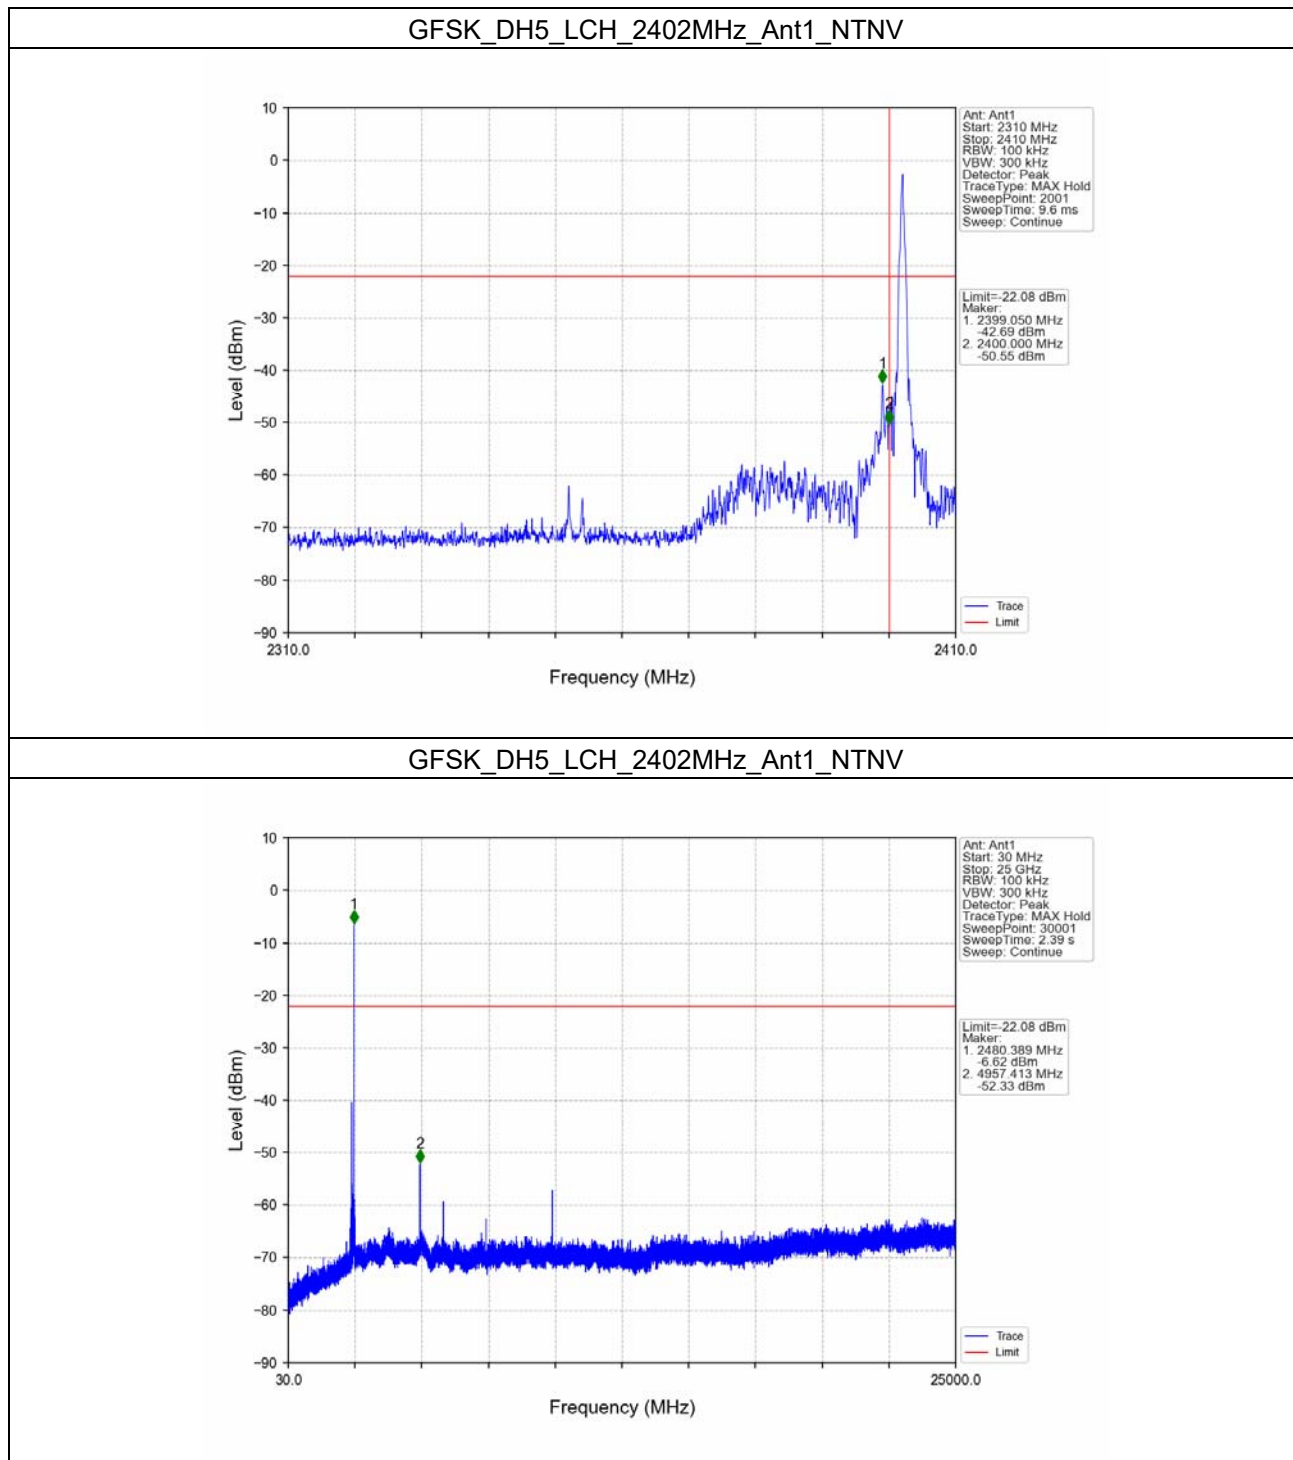 GFSK_DH5_LCH_2402MHz_Ant1_NTNV
10
0
−10
−20
−30
−40
−50
−60
−70
−80
−90
Level (dBm)
2310.0
2410.0
Frequency (MHz)
1
2
Ant: Ant1
Start: 2310 MHz
Stop: 2410 MHz
RBW: 100 kHz
VBW: 300 kHz
Detector: Peak
TraceType: MAX Hold
SweepPoint: 2001
SweepTime: 9.6 ms
Sweep: Continue
Limit=-22.08 dBm
Maker:
1. 2399.050 MHz
-42.69 dBm
2. 2400.000 MHz
-50.55 dBm
Trace
Limit
GFSK_DH5_LCH_2402MHz_Ant1_NTNV
10
0
−10
−20
−30
−40
−50
−60
−70
−80
−90
Level (dBm)
30.0
25000.0
Frequency (MHz)
1
2
Ant: Ant1
Start: 30 MHz
Stop: 25 GHz
RBW: 100 kHz
VBW: 300 kHz
Detector: Peak
TraceType: MAX Hold
SweepPoint: 30001
SweepTime: 2.39 s
Sweep: Continue
Limit=-22.08 dBm
Maker:
1. 2480.389 MHz
-6.62 dBm
2. 4957.413 MHz
-52.33 dBm
Trace
Limit